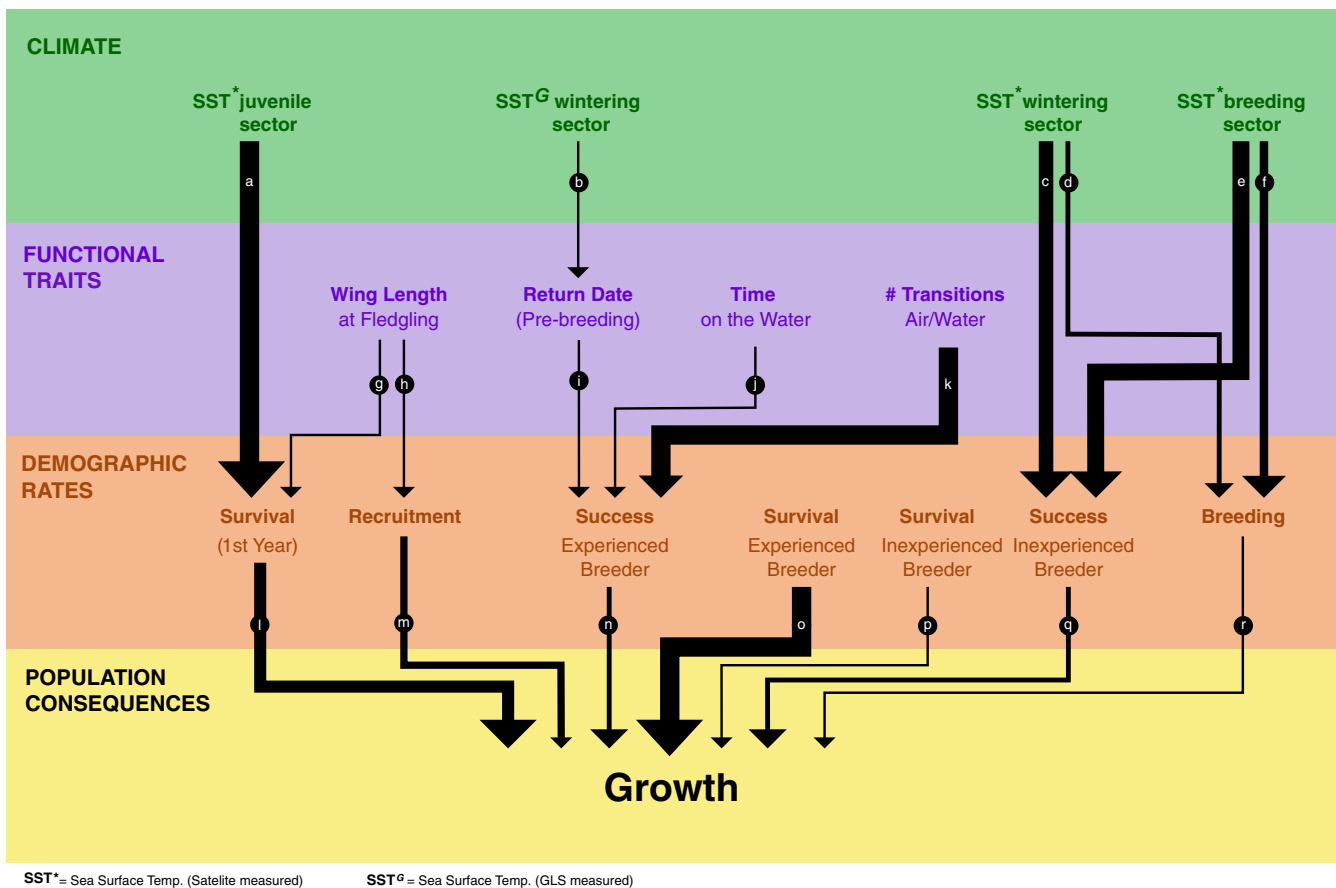 CLIMATE
SST*juvenile
sector
SSTG wintering
sector
SST*wintering
sector
SST*breeding
sector
a
b
c
d
e
f
FUNCTIONAL
TRAITS
Wing Length
at Fledgling
Return Date
(Pre-breeding)
Time
on the Water
# Transitions
Air/Water
g
h
i
j
k
DEMOGRAPHIC
RATES
Survival
(1st Year)
Recruitment
Success
Experienced
Breeder
Survival
Experienced
Breeder
Survival
Inexperienced
Breeder
Success
Inexperienced
Breeder
Breeding
l
m
n
o
p
q
r
POPULATION
CONSEQUENCES
Growth
SST*= Sea Surface Temp. (Satelite measured)
SSTG = Sea Surface Temp. (GLS measured)